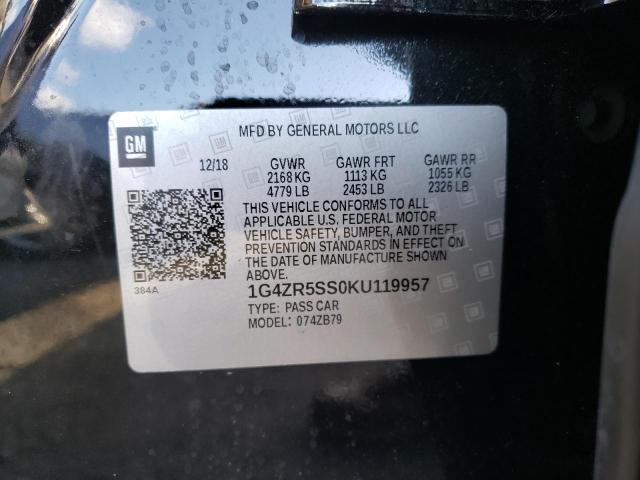 MFD BY GENERAL MOTORS LLC
GM
12/18 GVWR GAWR FRT GAWR RR
2168 KG 1113 KG 1055 KG
4779 LB 2453 LB 2326 LB
THIS VEHICLE CONFORMS TO ALL
APPLICABLE U.S. FEDERAL MOTOR
VEHICLE SAFETY, BUMPER, AND THEFT
PREVENTION STANDARDS IN EFFECT ON
THE DATE OF MANUFACTURE SHOWN
ABOVE.
384A
1G4ZR5SS0KU119957
TYPE: PASS CAR
MODEL: 074ZB79